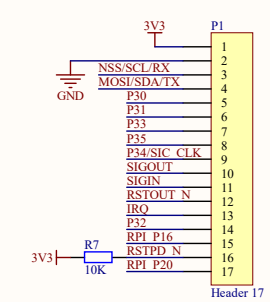 3V3 P1
1
GND 2
NSS/SCL/RX 3
MOSI/SDA/TX 4
P30 5
P31 6
P33 7
P35 8
P34/SIC_CLK 9
SIGOUT 10
SIGIN 11
RSTOUT_N 12
IRQ 13
P32 14
RPI_P16 15
3V3 R7 10K RSTPD_N 16
RPI_P20 17
Header 17